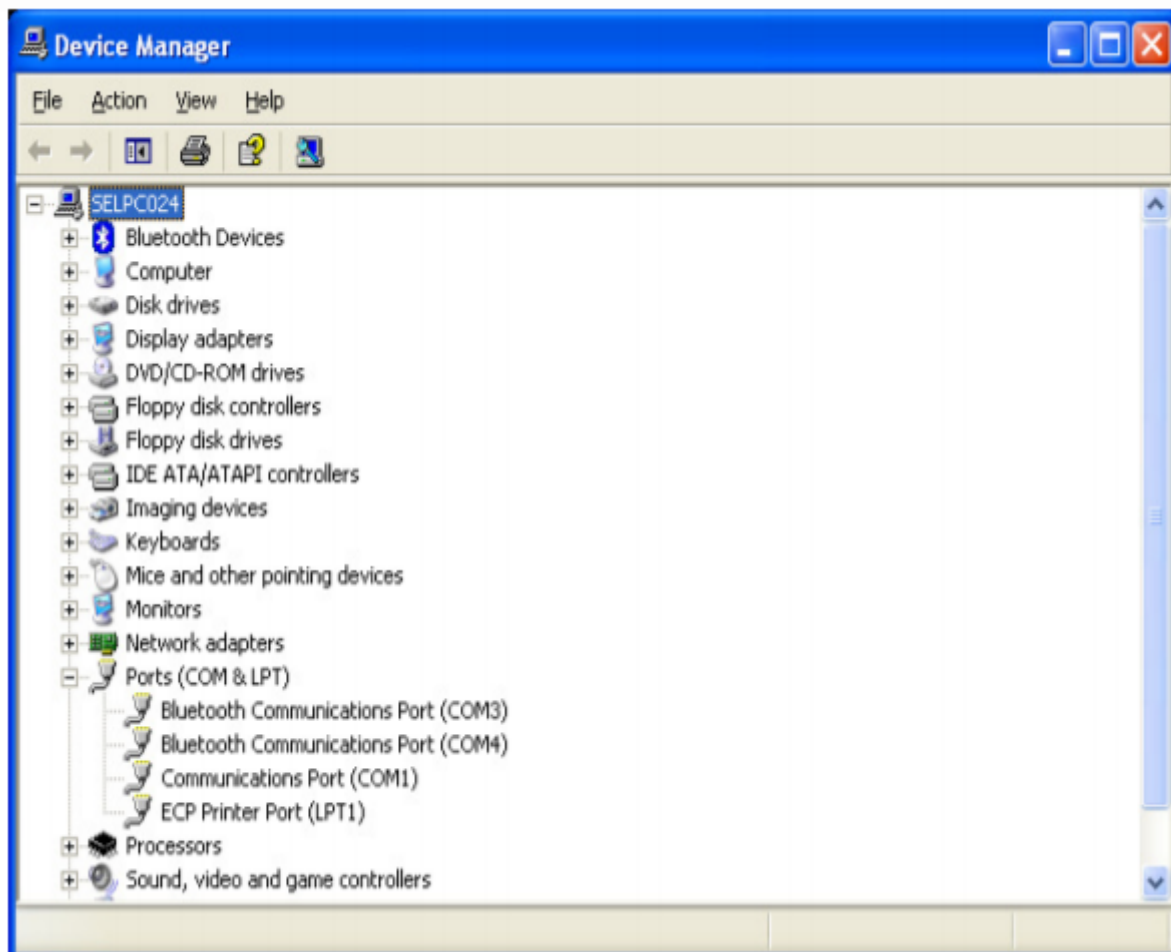 Device Manager
File Action View Help
SELPC024
Bluetooth Devices
Computer
Disk drives
Display adapters
DVD/CD-ROM drives
Floppy disk controllers
Floppy disk drives
IDE ATA/ATAPI controllers
Imaging devices
Keyboards
Mice and other pointing devices
Monitors
Network adapters
Ports (COM & LPT)
Bluetooth Communications Port (COM3)
Bluetooth Communications Port (COM4)
Communications Port (COM1)
ECP Printer Port (LPT1)
Processors
Sound, video and game controllers